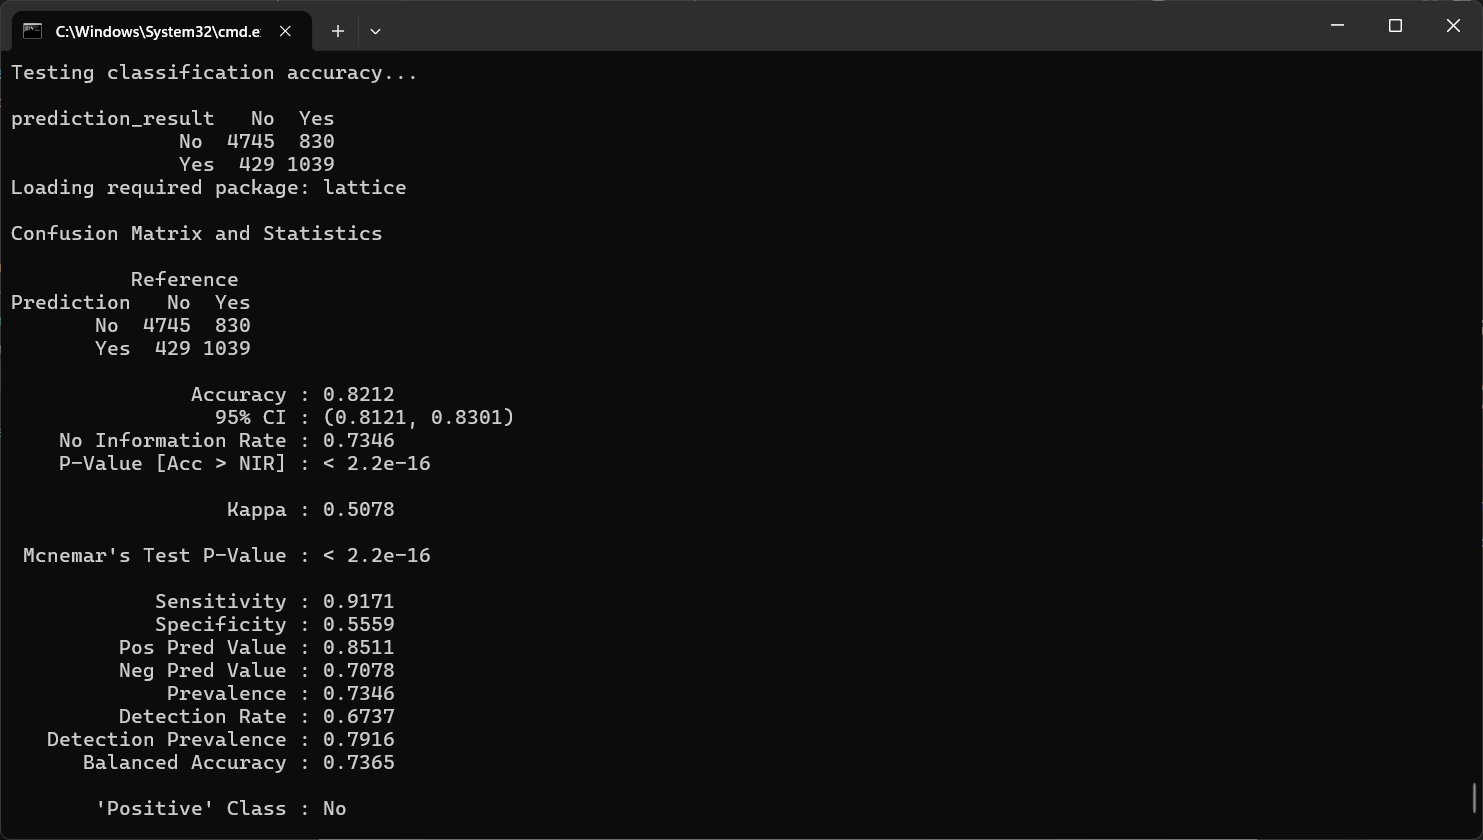 C:\Windows\System32\cmd.e
Testing classification accuracy...
prediction_result   No  Yes
              No  4745  830
              Yes  429 1039
Loading required package: lattice
Confusion Matrix and Statistics
          Reference
Prediction   No  Yes
       No  4745  830
       Yes  429 1039
               Accuracy : 0.8212
                 95% CI : (0.8121, 0.8301)
    No Information Rate : 0.7346
    P-Value [Acc > NIR] : < 2.2e-16
                  Kappa : 0.5078
 Mcnemar's Test P-Value : < 2.2e-16
            Sensitivity : 0.9171
            Specificity : 0.5559
         Pos Pred Value : 0.8511
         Neg Pred Value : 0.7078
             Prevalence : 0.7346
         Detection Rate : 0.6737
   Detection Prevalence : 0.7916
      Balanced Accuracy : 0.7365
       'Positive' Class : No